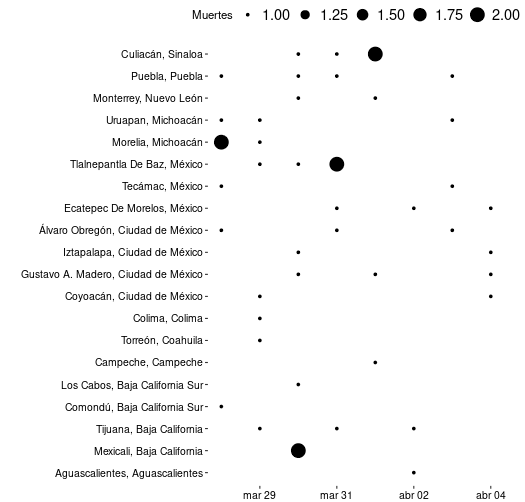 Muertes 1.00 1.25 1.50 1.75 2.00
Culiacán, Sinaloa
Puebla, Puebla
Monterrey, Nuevo León
Uruapan, Michoacán
Morelia, Michoacán
Tlalnepantla De Baz, México
Tecámac, México
Ecatepec De Morelos, México
Álvaro Obregón, Ciudad de México
Iztapalapa, Ciudad de México
Gustavo A. Madero, Ciudad de México
Coyoacán, Ciudad de México
Colima, Colima
Torreón, Coahuila
Campeche, Campeche
Los Cabos, Baja California Sur
Comondú, Baja California Sur
Tijuana, Baja California
Mexicali, Baja California
Aguascalientes, Aguascalientes
mar 29 mar 31 abr 02 abr 04